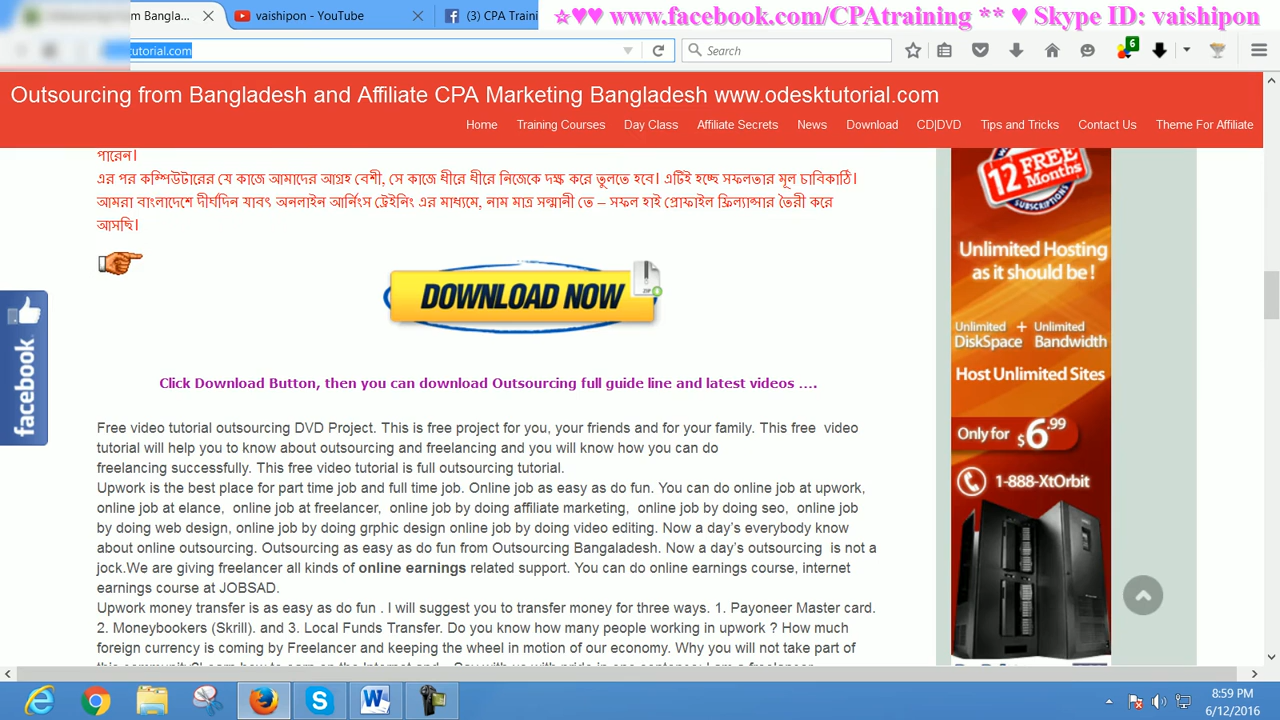 from Bangla...
vaishipon - YouTube
(3) CPA Traini
☆♥♥ www.facebook.com/CPAtraining ** ♥ Skype ID: vaishipon
tutorial.com
Search
6
Outsourcing from Bangladesh and Affiliate CPA Marketing Bangladesh www.odesktutorial.com
Home Training Courses Day Class Affiliate Secrets News Download CD|DVD Tips and Tricks Contact Us Theme For Affiliate
পারেন।
এর পর কম্পিউটারের যে কাজে আমাদের আগ্রহ বেশী, সে কাজে ধীরে ধীরে নিজেকে দক্ষ করে তুলতে হবে। এটিই হচ্ছে সফলতার মূল চাবিকাঠি।
আমরা বাংলাদেশে দীর্ঘদিন যাবৎ অনলাইন আর্নিংস ট্রেইনিং এর মাধ্যমে, নাম মাত্র সম্মানী তে – সফল হাই প্রোফাইল ফ্রিল্যান্সার তৈরী করে
আসছি।
DOWNLOAD NOW
ZIP
Click Download Button, then you can download Outsourcing full guide line and latest videos ....
Free video tutorial outsourcing DVD Project. This is free project for you, your friends and for your family. This free video
tutorial will help you to know about outsourcing and freelancing and you will know how you can do
freelancing successfully. This free video tutorial is full outsourcing tutorial.
Upwork is the best place for part time job and full time job. Online job as easy as do fun. You can do online job at upwork,
online job at elance, online job at freelancer, online job by doing affiliate marketing, online job by doing seo, online job
by doing web design, online job by doing grphic design online job by doing video editing. Now a day's everybody know
about online outsourcing. Outsourcing as easy as do fun from Outsourcing Bangaladesh. Now a day's outsourcing is not a
jock.We are giving freelancer all kinds of online earnings related support. You can do online earnings course, internet
earnings course at JOBSAD.
Upwork money transfer is as easy as do fun . I will suggest you to transfer money for three ways. 1. Payoneer Master card.
2. Moneybookers (Skrill). and 3. Local Funds Transfer. Do you know how many people working in upwork ? How much
foreign currency is coming by Freelancer and keeping the wheel in motion of our economy. Why you will not take part of
facebook
12 FREE
Months
SUBSCRIPTIONS
Unlimited Hosting
as it should be!
Unlimited + Unlimited
DiskSpace Bandwidth
Host Unlimited Sites
Only for $6.99
1-888-XtOrbit
8:59 PM
6/12/2016